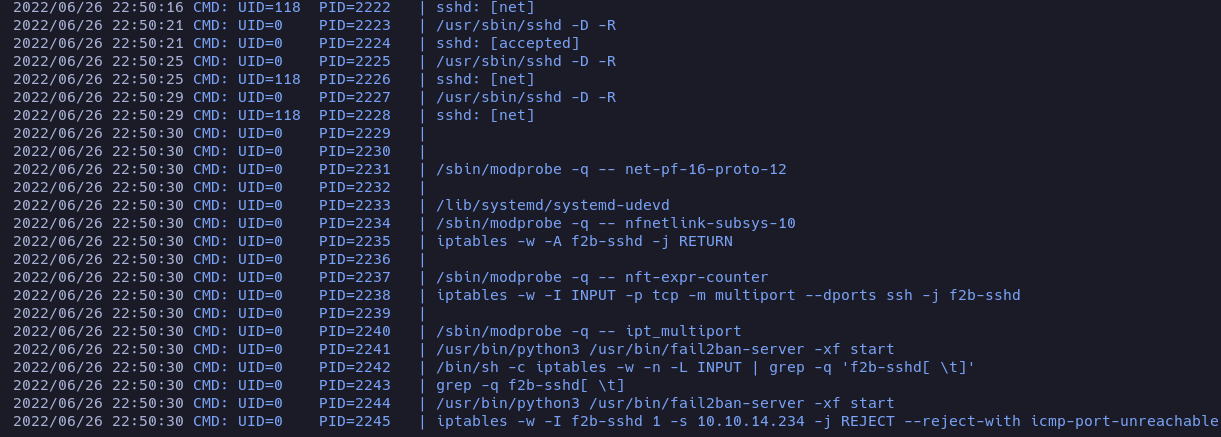 2022/06/26 22:50:16 CMD: UID=118  PID=2222   | sshd: [net]
2022/06/26 22:50:21 CMD: UID=0    PID=2223   | /usr/sbin/sshd -D -R
2022/06/26 22:50:21 CMD: UID=0    PID=2224   | sshd: [accepted]
2022/06/26 22:50:25 CMD: UID=0    PID=2225   | /usr/sbin/sshd -D -R
2022/06/26 22:50:25 CMD: UID=118  PID=2226   | sshd: [net]
2022/06/26 22:50:29 CMD: UID=0    PID=2227   | /usr/sbin/sshd -D -R
2022/06/26 22:50:29 CMD: UID=118  PID=2228   | sshd: [net]
2022/06/26 22:50:30 CMD: UID=0    PID=2229   |
2022/06/26 22:50:30 CMD: UID=0    PID=2230   |
2022/06/26 22:50:30 CMD: UID=0    PID=2231   | /sbin/modprobe -q -- net-pf-16-proto-12
2022/06/26 22:50:30 CMD: UID=0    PID=2232   |
2022/06/26 22:50:30 CMD: UID=0    PID=2233   | /lib/systemd/systemd-udevd
2022/06/26 22:50:30 CMD: UID=0    PID=2234   | /sbin/modprobe -q -- nfnetlink-subsys-10
2022/06/26 22:50:30 CMD: UID=0    PID=2235   | iptables -w -A f2b-sshd -j RETURN
2022/06/26 22:50:30 CMD: UID=0    PID=2236   |
2022/06/26 22:50:30 CMD: UID=0    PID=2237   | /sbin/modprobe -q -- nft-expr-counter
2022/06/26 22:50:30 CMD: UID=0    PID=2238   | iptables -w -I INPUT -p tcp -m multiport --dports ssh -j f2b-sshd
2022/06/26 22:50:30 CMD: UID=0    PID=2239   |
2022/06/26 22:50:30 CMD: UID=0    PID=2240   | /sbin/modprobe -q -- ipt_multiport
2022/06/26 22:50:30 CMD: UID=0    PID=2241   | /usr/bin/python3 /usr/bin/fail2ban-server -xf start
2022/06/26 22:50:30 CMD: UID=0    PID=2242   | /bin/sh -c iptables -w -n -L INPUT | grep -q 'f2b-sshd[ \t]'
2022/06/26 22:50:30 CMD: UID=0    PID=2243   | grep -q f2b-sshd[ \t]
2022/06/26 22:50:30 CMD: UID=0    PID=2244   | /usr/bin/python3 /usr/bin/fail2ban-server -xf start
2022/06/26 22:50:30 CMD: UID=0    PID=2245   | iptables -w -I f2b-sshd 1 -s 10.10.14.234 -j REJECT --reject-with icmp-port-unreachable